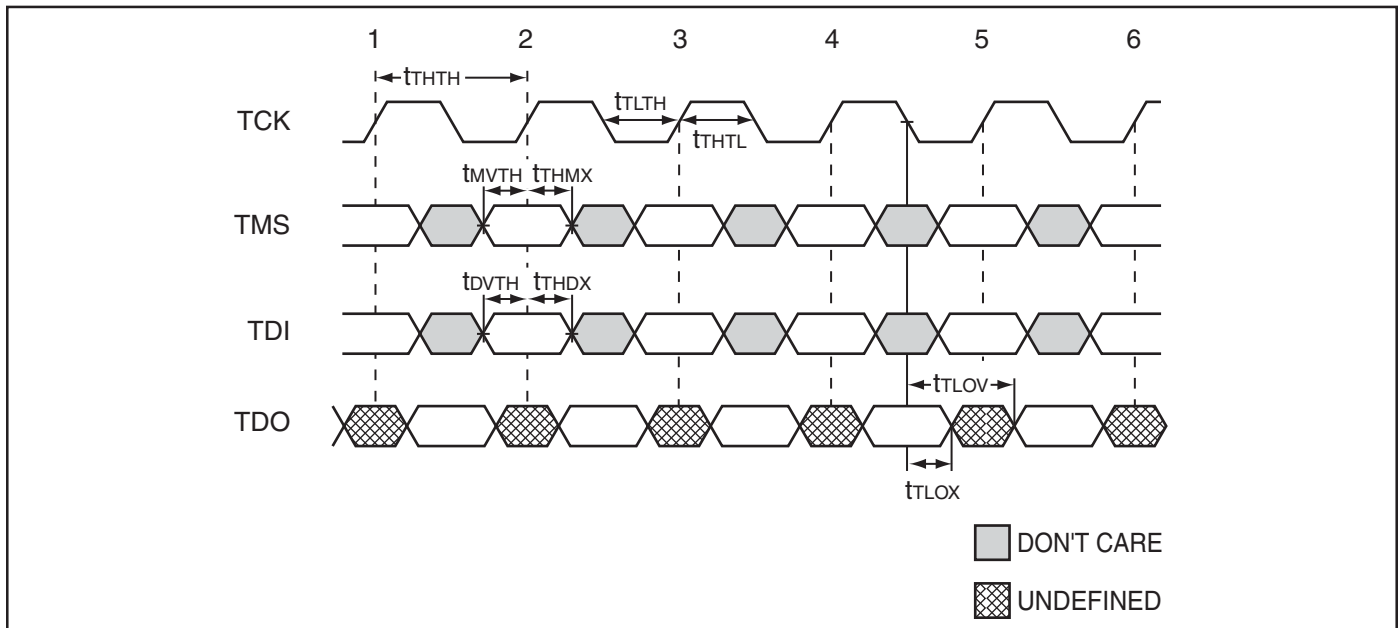 1 2 3 4 5 6
tTHTH
TCK
tTLTH
tTHTL
tMVTH tTHMX
TMS
tDVTH tTHDX
TDI
tTLOV
TDO
tTLOX
DON'T CARE
UNDEFINED